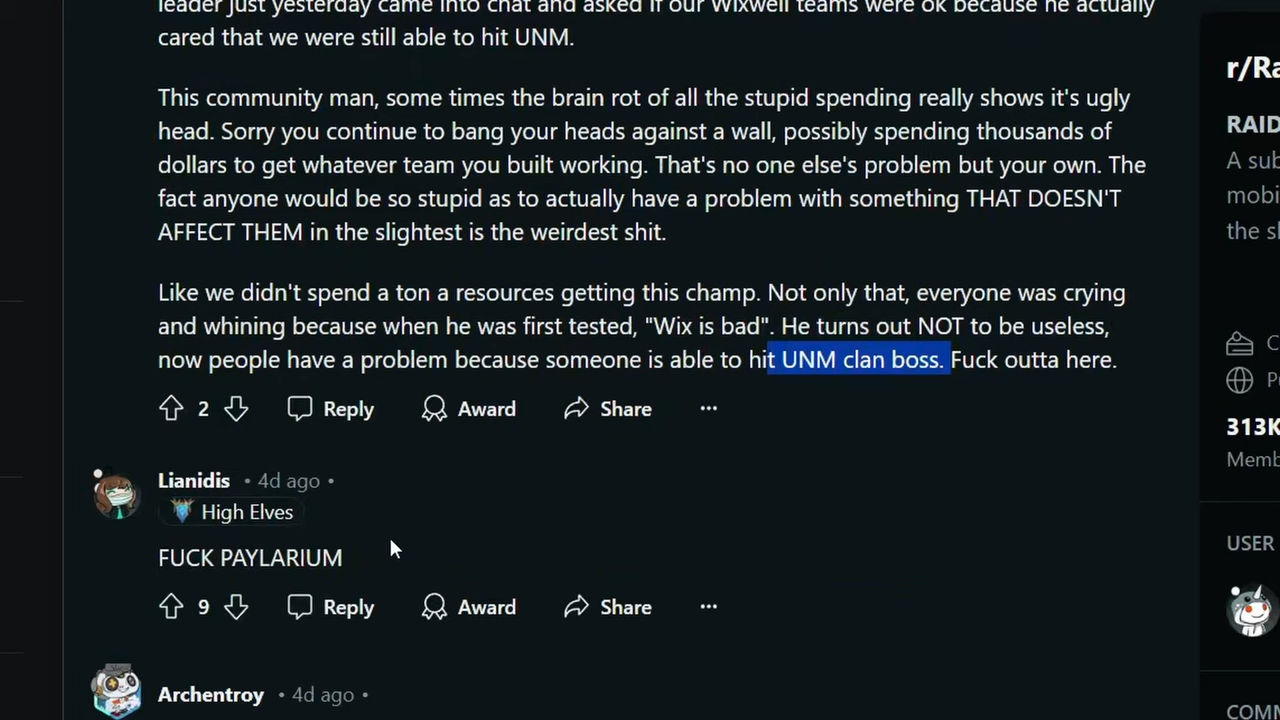 leader just yesterday came into chat and asked if our Wixwell teams were ok because he actually
cared that we were still able to hit UNM.
This community man, some times the brain rot of all the stupid spending really shows it's ugly
head. Sorry you continue to bang your heads against a wall, possibly spending thousands of
dollars to get whatever team you built working. That's no one else's problem but your own. The
fact anyone would be so stupid as to actually have a problem with something THAT DOESN'T
AFFECT THEM in the slightest is the weirdest shit.
Like we didn't spend a ton a resources getting this champ. Not only that, everyone was crying
and whining because when he was first tested, "Wix is bad". He turns out NOT to be useless,
now people have a problem because someone is able to hit UNM clan boss. Fuck outta here.
2 Reply Award Share
Lianidis • 4d ago •
High Elves
FUCK PAYLARIUM
9 Reply Award Share
Archentroy • 4d ago •
r/Ra
RAID
A sub
mobi
the s
C
P
313K
Memb
USER
COMM